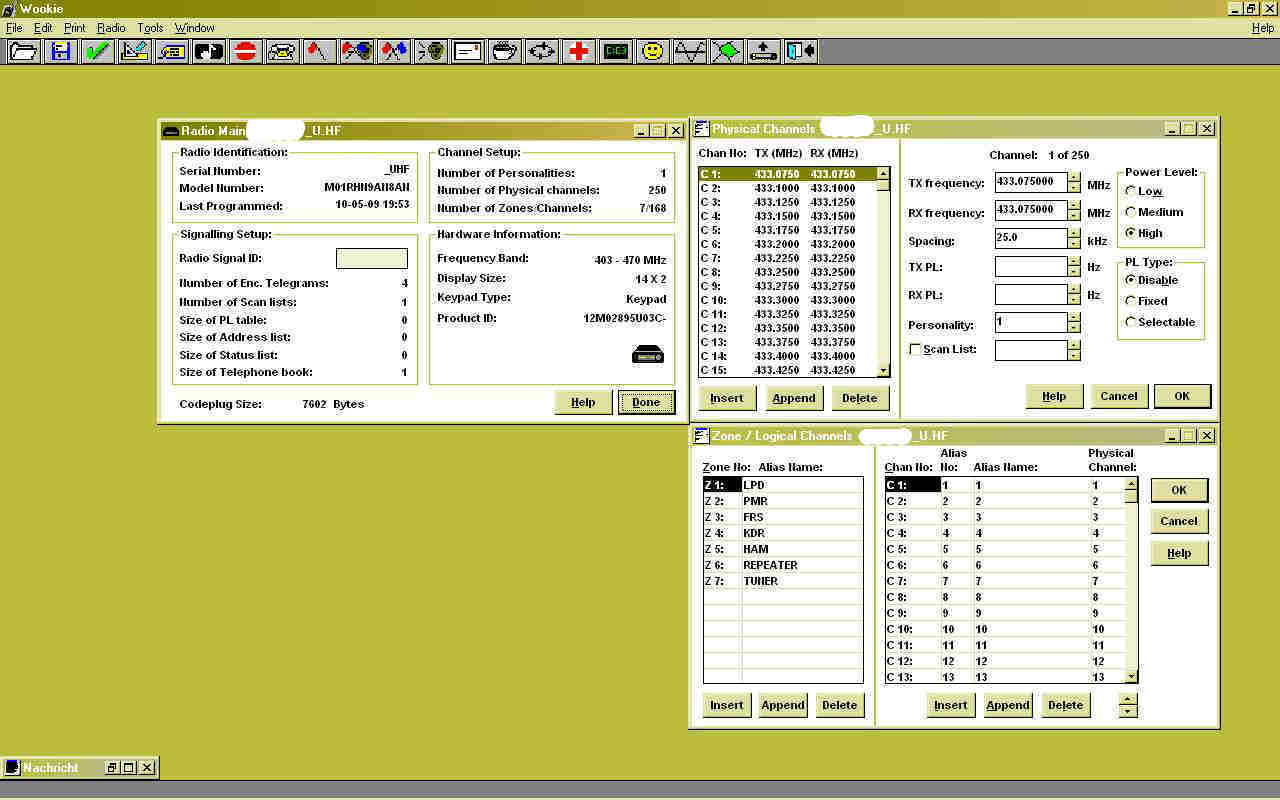 Wookie
File Edit Print Radio Tools Window Help
Radio Main _U.HF
Radio Identification:
Serial Number: _UHF
Model Number: M01RHN9AN8AN
Last Programmed: 10-05-09 19:53
Channel Setup:
Number of Personalities: 1
Number of Physical channels: 250
Number of Zones Channels: 7/168
Signalling Setup:
Radio Signal ID:
Number of Enc. Telegrams: 4
Number of Scan lists: 1
Size of PL table: 0
Size of Address list: 0
Size of Status list: 0
Size of Telephone book: 1
Hardware Information:
Frequency Band: 403 - 470 MHz
Display Size: 14 X 2
Keypad Type: Keypad
Product ID: 12M02895U03C-
Codeplug Size: 7602 Bytes
Help Done
Physical Channels _U.HF
Chan No: TX (MHz) RX (MHz)
C 1: 433.0750 433.0750
C 2: 433.1000 433.1000
C 3: 433.1250 433.1250
C 4: 433.1500 433.1500
C 5: 433.1750 433.1750
C 6: 433.2000 433.2000
C 7: 433.2250 433.2250
C 8: 433.2500 433.2500
C 9: 433.2750 433.2750
C 10: 433.3000 433.3000
C 11: 433.3250 433.3250
C 12: 433.3500 433.3500
C 13: 433.3750 433.3750
C 14: 433.4000 433.4000
C 15: 433.4250 433.4250
Insert Append Delete
Channel: 1 of 250
TX frequency: 433.075000 MHz
RX frequency: 433.075000 MHz
Spacing: 25.0 kHz
TX PL: Hz
RX PL: Hz
Personality: 1
Scan List:
Power Level:
Low
Medium
High
PL Type:
Disable
Fixed
Selectable
Help Cancel OK
Zone / Logical Channels _U.HF
Zone No: Alias Name:
Z 1: LPD
Z 2: PMR
Z 3: FRS
Z 4: KDR
Z 5: HAM
Z 6: REPEATER
Z 7: TUNER
Insert Append Delete
Alias Physical
Chan No: No: Alias Name: Channel:
C 1: 1 1 1
C 2: 2 2 2
C 3: 3 3 3
C 4: 4 4 4
C 5: 5 5 5
C 6: 6 6 6
C 7: 7 7 7
C 8: 8 8 8
C 9: 9 9 9
C 10: 10 10 10
C 11: 11 11 11
C 12: 12 12 12
C 13: 13 13 13
Insert Append Delete
OK
Cancel
Help
Nachricht